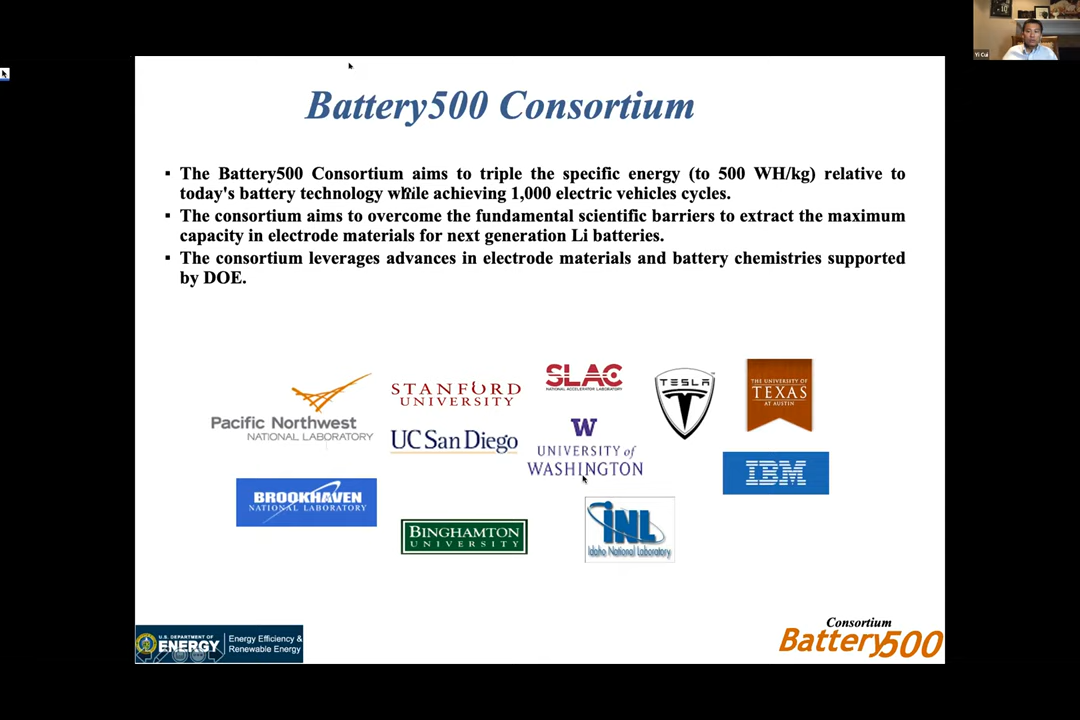 Yi Cui
Battery500 Consortium
▪ The Battery500 Consortium aims to triple the specific energy (to 500 WH/kg) relative to
today's battery technology while achieving 1,000 electric vehicles cycles.
▪ The consortium aims to overcome the fundamental scientific barriers to extract the maximum
capacity in electrode materials for next generation Li batteries.
▪ The consortium leverages advances in electrode materials and battery chemistries supported
by DOE.
Pacific Northwest
NATIONAL LABORATORY
STANFORD
UNIVERSITY
SLAC
NATIONAL ACCELERATOR LABORATORY
TESLA
THE UNIVERSITY OF
TEXAS
AT AUSTIN
UC San Diego
W
UNIVERSITY of
WASHINGTON
IBM
BROOKHAVEN
NATIONAL LABORATORY
BINGHAMTON
UNIVERSITY
INL
Idaho National Laboratory
U.S. DEPARTMENT OF
ENERGY
Energy Efficiency &
Renewable Energy
Consortium
Battery500